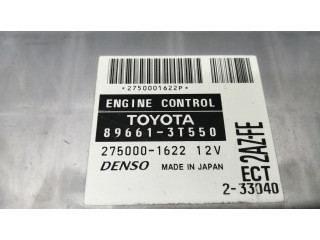 *2750001622P*
ENGINE CONTROL
TOYOTA
89661-3T550
275000-1622 12V
DENSO MADE IN JAPAN
2AZ-FE
ECT
2-33040